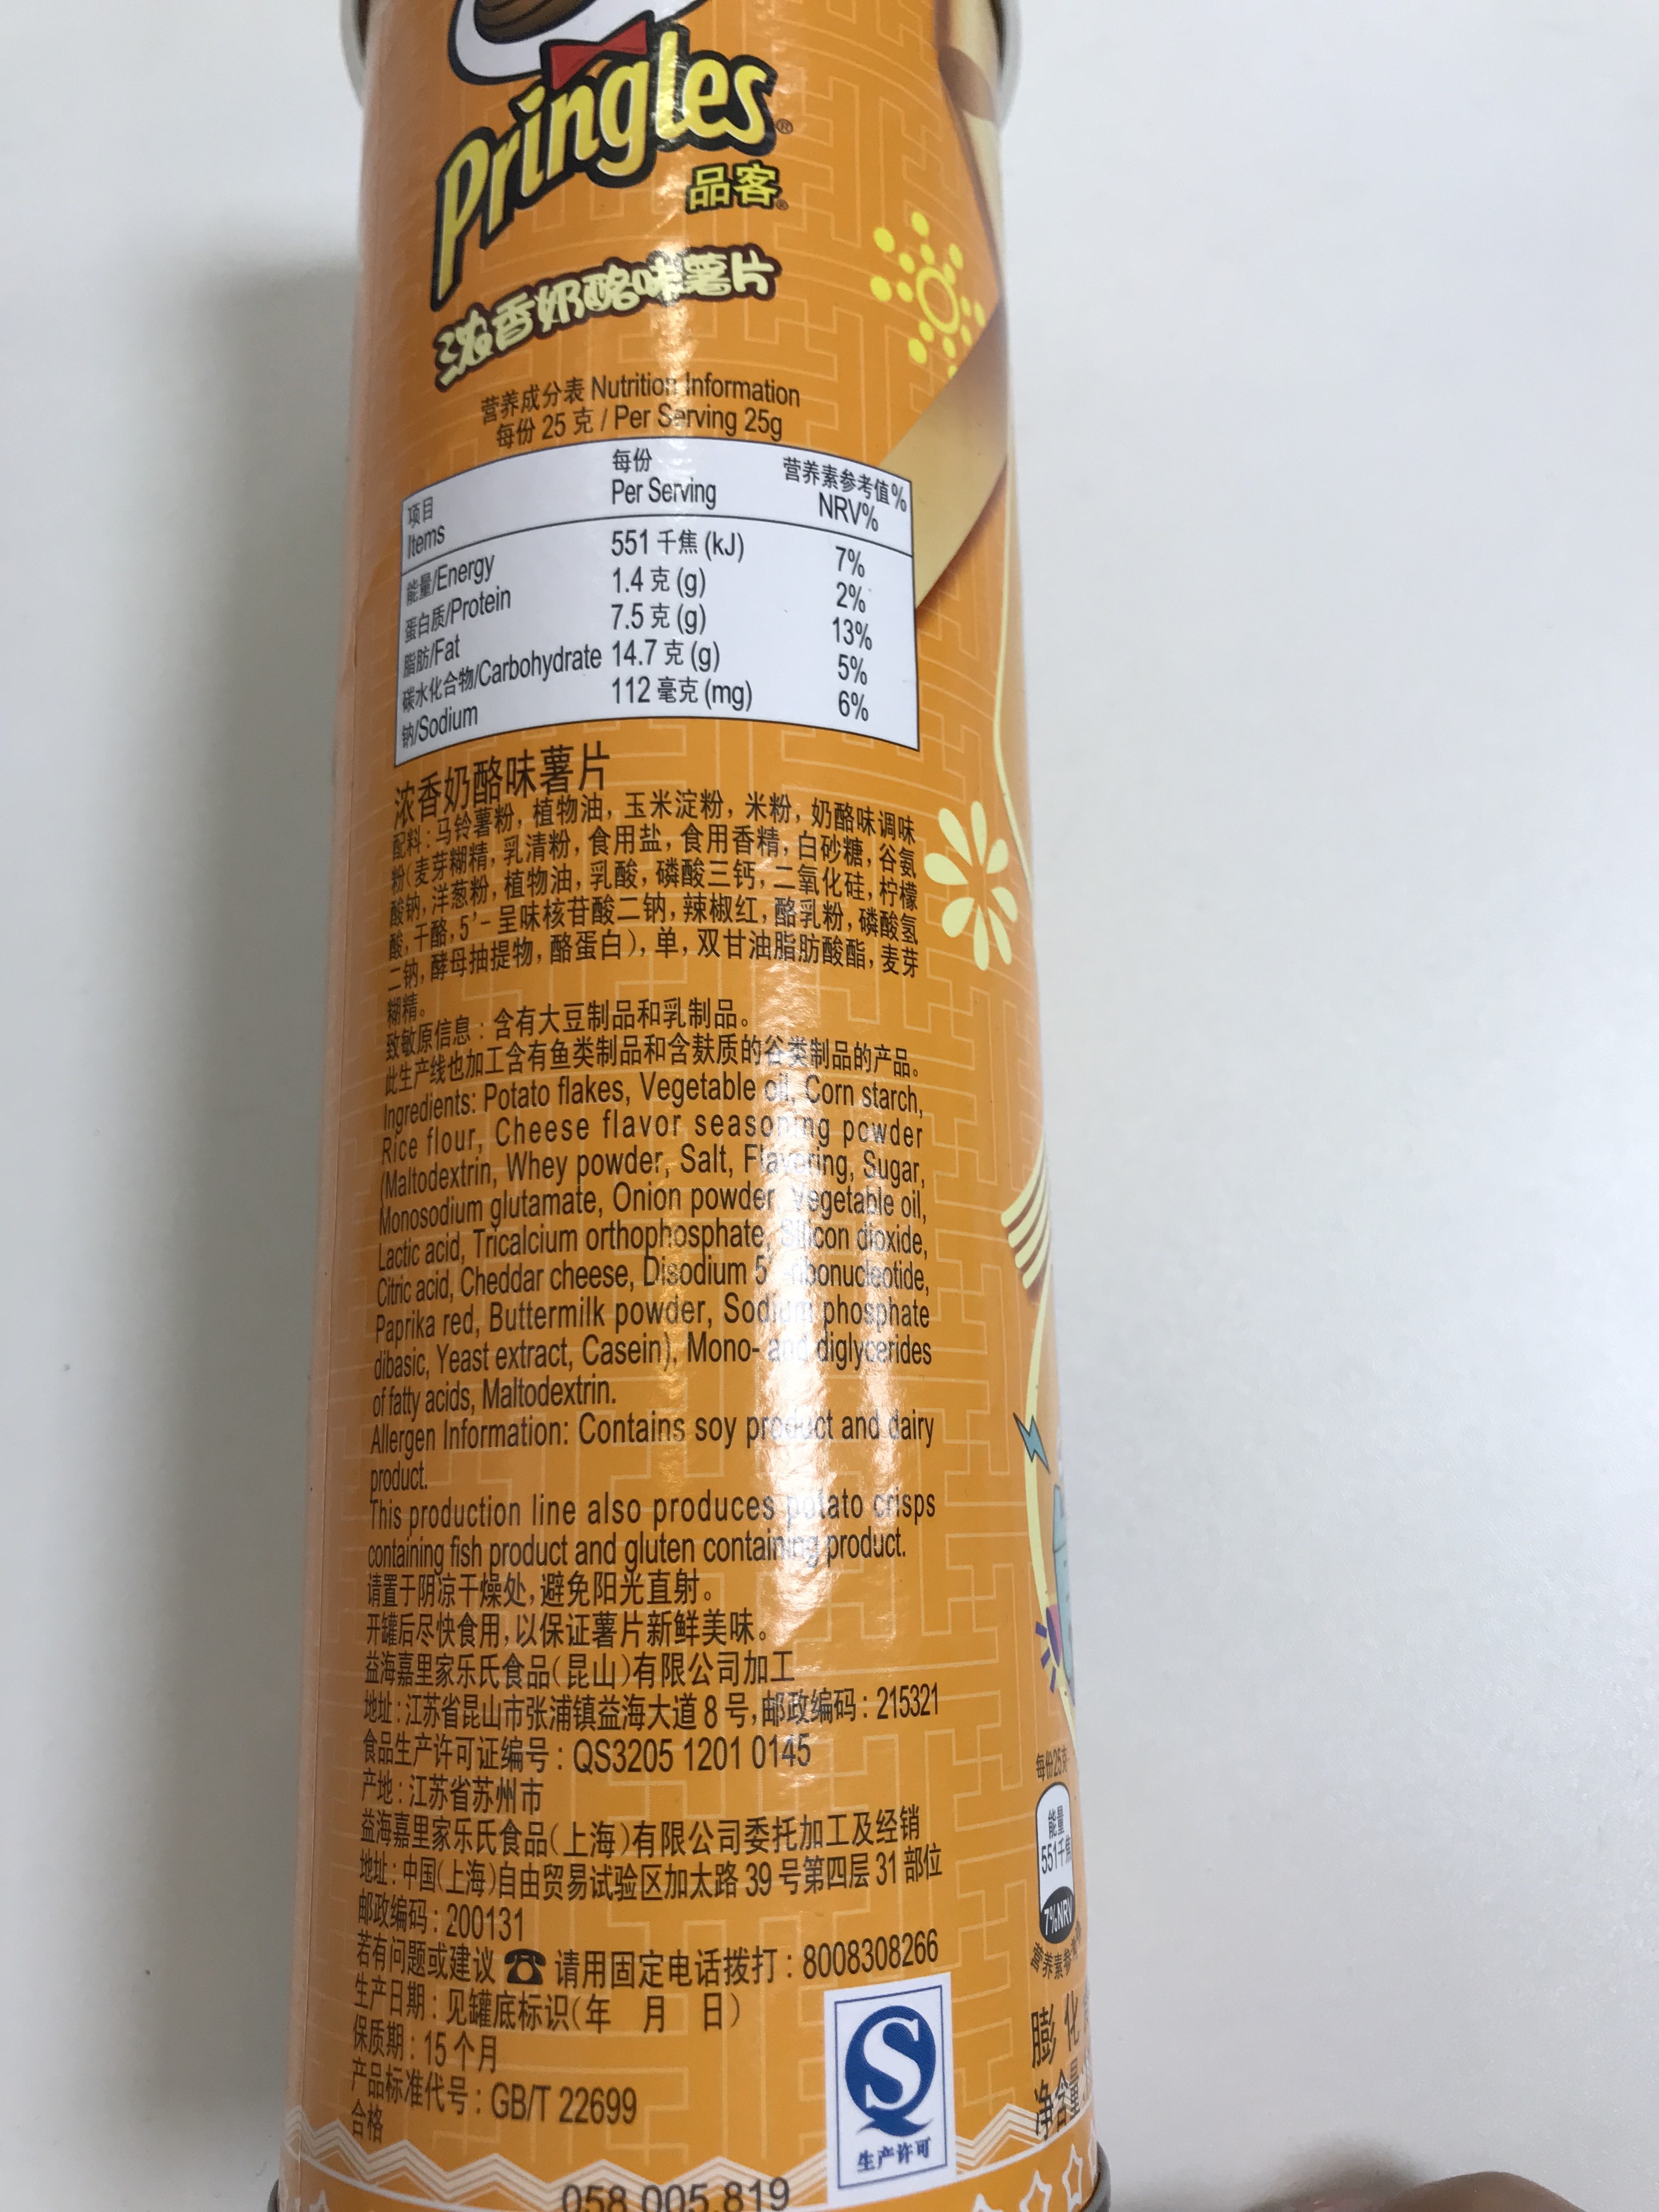 Pringles®
品客®
浓香奶酪味薯片
营养成分表 Nutrition Information
每份 25 克 / Per Serving 25g
项目 每份 营养素参考值%
Items Per Serving NRV%
能量/Energy 551 千焦 (kJ) 7%
蛋白质/Protein 1.4 克 (g) 2%
脂肪/Fat 7.5 克 (g) 13%
碳水化合物/Carbohydrate 14.7 克 (g) 5%
钠/Sodium 112 毫克 (mg) 6%
浓香奶酪味薯片
配料：马铃薯粉，植物油，玉米淀粉，米粉，奶酪味调味
粉(麦芽糊精，乳清粉，食用盐，食用香精，白砂糖，谷氨
酸钠，洋葱粉，植物油，乳酸，磷酸三钙，二氧化硅，柠檬
酸，干酪，5'-呈味核苷酸二钠，辣椒红，酪乳粉，磷酸氢
二钠，酵母抽提物，酪蛋白)，单，双甘油脂肪酸酯，麦芽
糊精。
致敏原信息：含有大豆制品和乳制品。
此生产线也加工含有鱼类制品和含麸质的谷类制品的产品。
Ingredients: Potato flakes, Vegetable oil, Corn starch,
Rice flour, Cheese flavor seasoning powder
(Maltodextrin, Whey powder, Salt, Flavoring, Sugar,
Monosodium glutamate, Onion powder, Vegetable oil,
Lactic acid, Tricalcium orthophosphate, Silicon dioxide,
Citric acid, Cheddar cheese, Disodium 5'-ribonucleotide,
Paprika red, Buttermilk powder, Sodium phosphate
dibasic, Yeast extract, Casein), Mono- and diglycerides
of fatty acids, Maltodextrin.
Allergen Information: Contains soy product and dairy
product.
This production line also produces potato crisps
containing fish product and gluten containing product.
请置于阴凉干燥处，避免阳光直射。
开罐后尽快食用，以保证薯片新鲜美味。
益海嘉里家乐氏食品(昆山)有限公司加工
地址：江苏省昆山市张浦镇益海大道 8 号，邮政编码：215321
食品生产许可证编号：QS3205 1201 0145
产地：江苏省苏州市
益海嘉里家乐氏食品(上海)有限公司委托加工及经销
地址：中国(上海)自由贸易试验区加太路 39 号第四层 31 部位
邮政编码：200131
若有问题或建议 ☎ 请用固定电话拨打：8008308266
生产日期：见罐底标识(年 月 日)
保质期：15 个月
产品标准代号：GB/T 22699
合格
生产许可
058 005.819
每份25克
能量
551千焦
7%NRV
营养素参
膨化
净含量